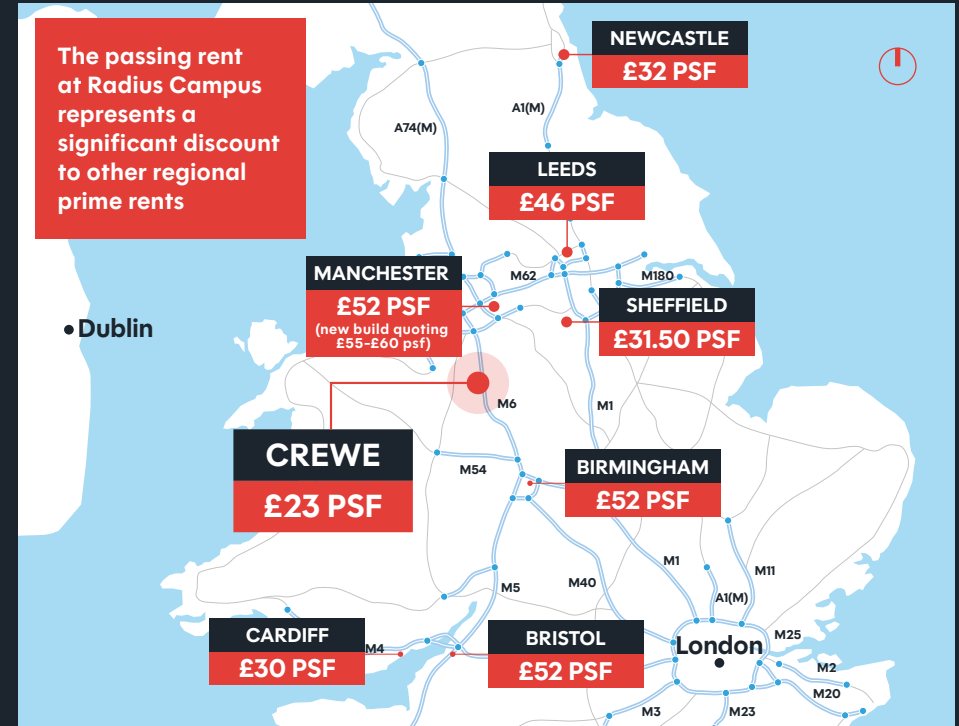 The passing rent
at Radius Campus
represents a
significant discount
to other regional
prime rents
NEWCASTLE
£32 PSF
A1(M)
A74(M)
LEEDS
£46 PSF
M62
M180
MANCHESTER
£52 PSF
(new build quoting
£55-£60 psf)
SHEFFIELD
£31.50 PSF
Dublin
M6
M1
CREWE
£23 PSF
M54
BIRMINGHAM
£52 PSF
M1
M11
M5
M40
A1(M)
CARDIFF
£30 PSF
M4
BRISTOL
£52 PSF
M25
London
M2
M20
M3
M23